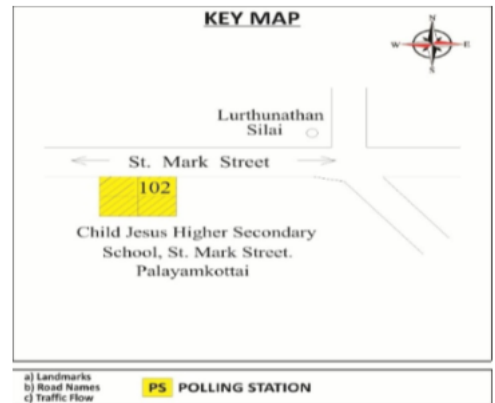 KEY MAP
N
W E
S
Lurthunathan
Silai
St. Mark Street
102
Child Jesus Higher Secondary
School, St. Mark Street.
Palayamkottai
a) Landmarks
b) Road Names
c) Traffic Flow
PS POLLING STATION